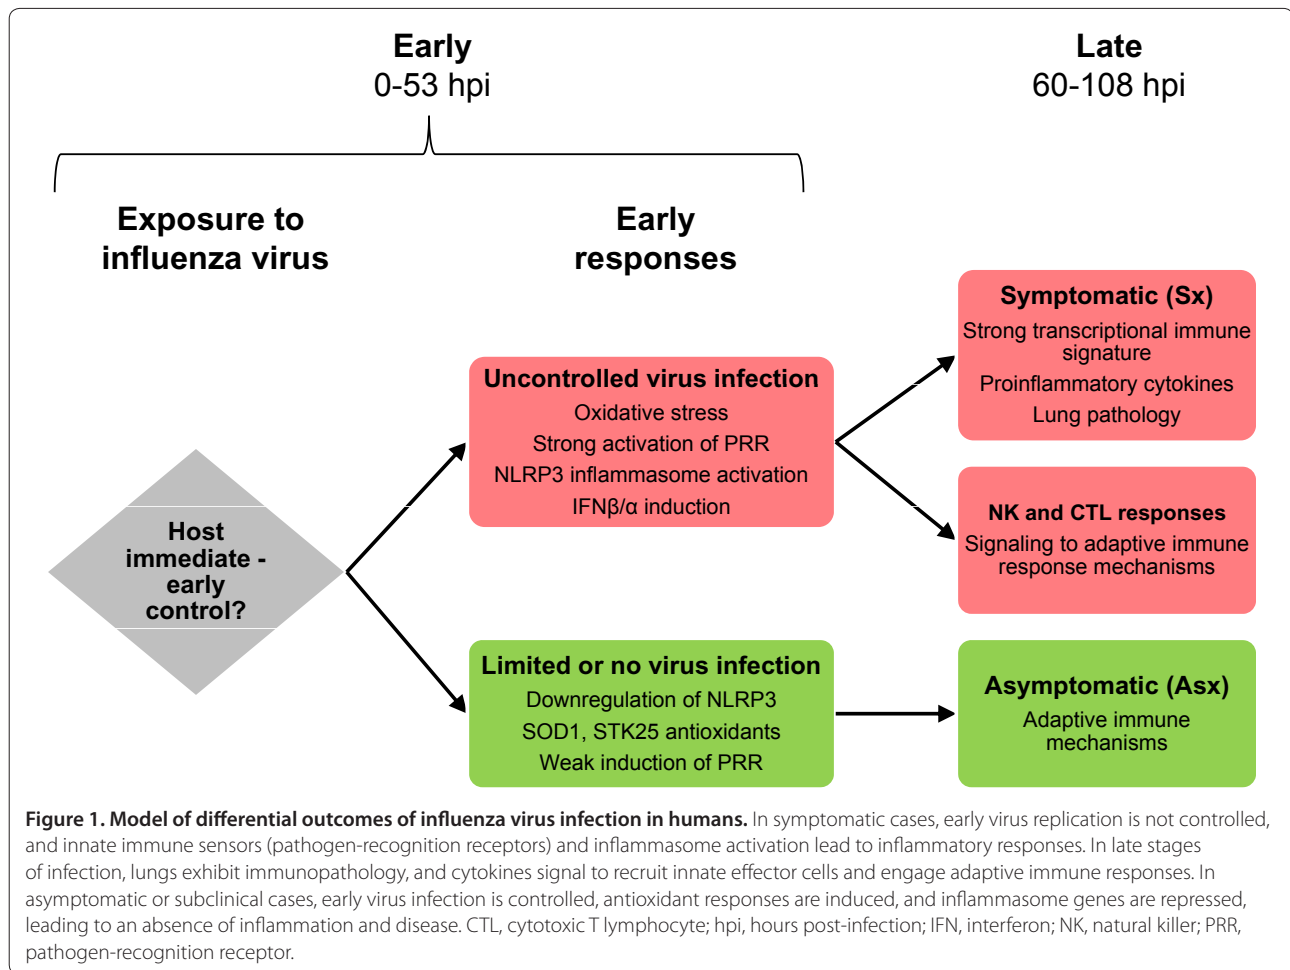 Early
0-53 hpi
Late
60-108 hpi
Exposure to
influenza virus
Early
responses
Host
immediate -
early
control?
Uncontrolled virus infection
Oxidative stress
Strong activation of PRR
NLRP3 inflammasome activation
IFNβ/α induction
Limited or no virus infection
Downregulation of NLRP3
SOD1, STK25 antioxidants
Weak induction of PRR
Symptomatic (Sx)
Strong transcriptional immune
signature
Proinflammatory cytokines
Lung pathology
NK and CTL responses
Signaling to adaptive immune
response mechanisms
Asymptomatic (Asx)
Adaptive immune
mechanisms
Figure 1. Model of differential outcomes of influenza virus infection in humans. In symptomatic cases, early virus replication is not controlled,
and innate immune sensors (pathogen-recognition receptors) and inflammasome activation lead to inflammatory responses. In late stages
of infection, lungs exhibit immunopathology, and cytokines signal to recruit innate effector cells and engage adaptive immune responses. In
asymptomatic or subclinical cases, early virus infection is controlled, antioxidant responses are induced, and inflammasome genes are repressed,
leading to an absence of inflammation and disease. CTL, cytotoxic T lymphocyte; hpi, hours post-infection; IFN, interferon; NK, natural killer; PRR,
pathogen-recognition receptor.